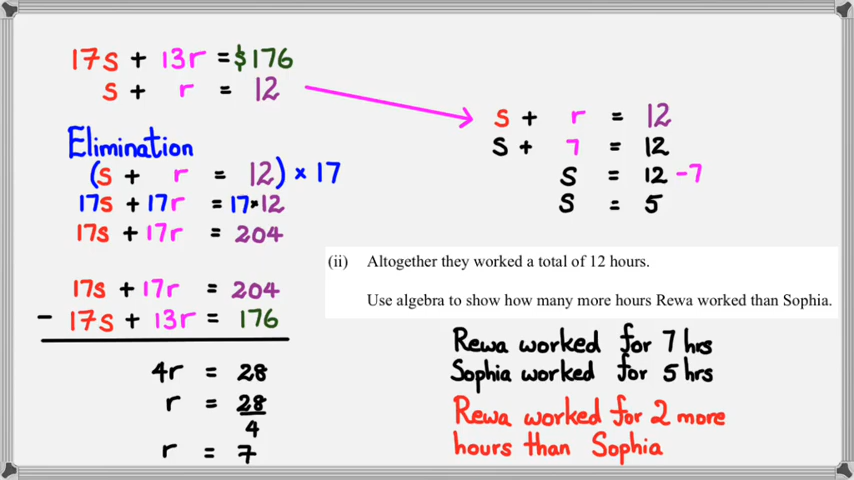 17s + 13r = $176
s + r = 12
Elimination
(s + r = 12) × 17
17s + 17r = 17×12
17s + 17r = 204
17s + 17r = 204
- 17s + 13r = 176
4r = 28
r = 28/4
r = 7
s + r = 12
s + 7 = 12
s = 12 -7
s = 5
(ii) Altogether they worked a total of 12 hours.
Use algebra to show how many more hours Rewa worked than Sophia.
Rewa worked for 7 hrs
Sophia worked for 5 hrs
Rewa worked for 2 more
hours than Sophia